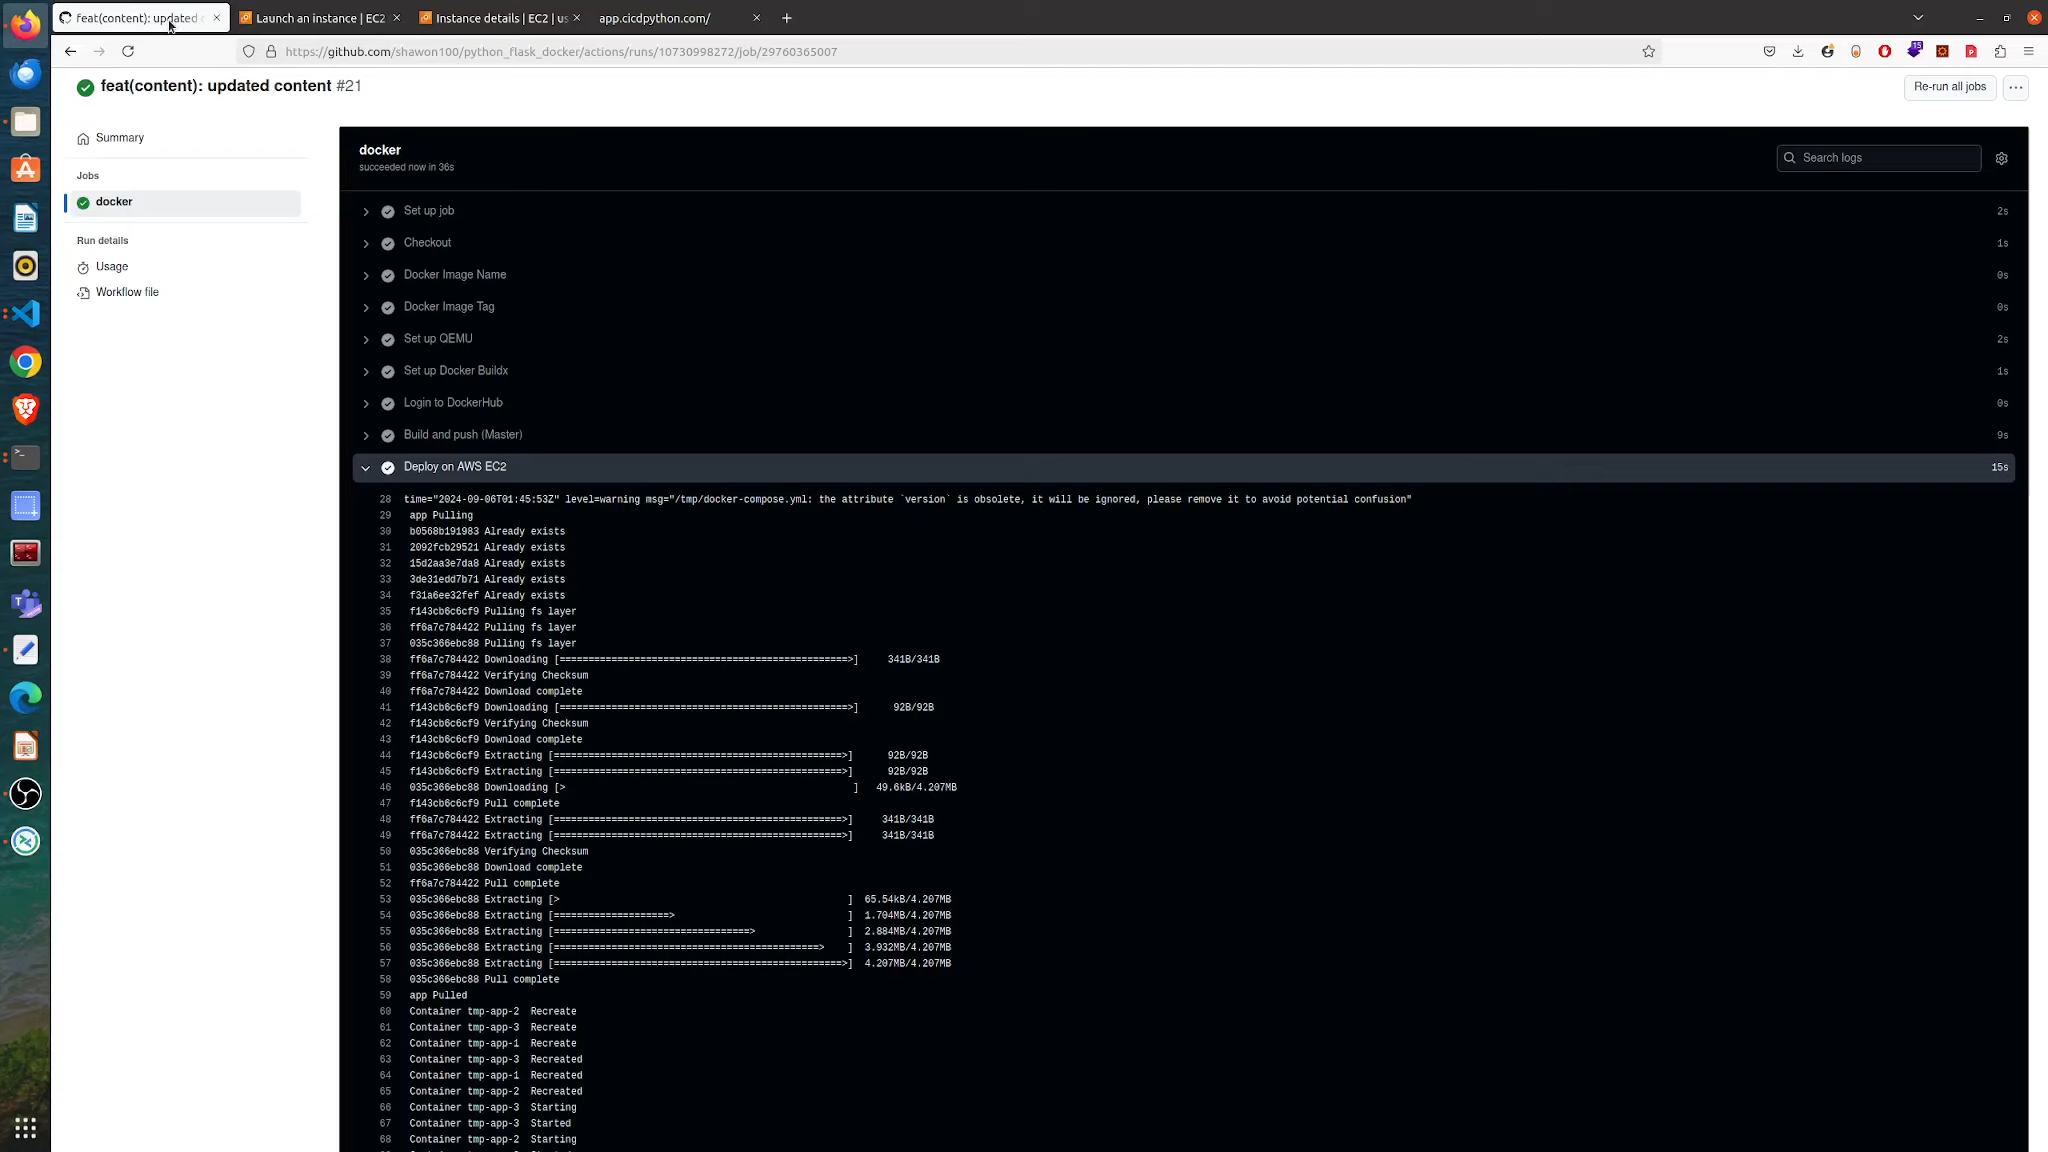 feat(content): updated
Launch an instance | EC2
Instance details | EC2 | us
app.cicdpython.com/
https://github.com/shawon100/python_flask_docker/actions/runs/10730998272/job/29760365007
15
feat(content): updated content #21
Re-run all jobs
Summary
Jobs
docker
Run details
Usage
Workflow file
docker
succeeded now in 36s
Search logs
Set up job 2s
Checkout 1s
Docker Image Name 0s
Docker Image Tag 0s
Set up QEMU 2s
Set up Docker Buildx 1s
Login to DockerHub 0s
Build and push (Master) 9s
Deploy on AWS EC2 15s
28 time="2024-09-06T01:45:53Z" level=warning msg="/tmp/docker-compose.yml: the attribute `version` is obsolete, it will be ignored, please remove it to avoid potential confusion"
29 app Pulling
30 b0568b191983 Already exists
31 2092fcb29521 Already exists
32 15d2aa3e7da8 Already exists
33 3de31edd7b71 Already exists
34 f31a6ee32fef Already exists
35 f143cb6c6cf9 Pulling fs layer
36 ff6a7c784422 Pulling fs layer
37 035c366ebc88 Pulling fs layer
38 ff6a7c784422 Downloading [==================================================>] 341B/341B
39 ff6a7c784422 Verifying Checksum
40 ff6a7c784422 Download complete
41 f143cb6c6cf9 Downloading [==================================================>] 92B/92B
42 f143cb6c6cf9 Verifying Checksum
43 f143cb6c6cf9 Download complete
44 f143cb6c6cf9 Extracting [==================================================>] 92B/92B
45 f143cb6c6cf9 Extracting [==================================================>] 92B/92B
46 035c366ebc88 Downloading [> ] 49.6kB/4.207MB
47 f143cb6c6cf9 Pull complete
48 ff6a7c784422 Extracting [==================================================>] 341B/341B
49 ff6a7c784422 Extracting [==================================================>] 341B/341B
50 035c366ebc88 Verifying Checksum
51 035c366ebc88 Download complete
52 ff6a7c784422 Pull complete
53 035c366ebc88 Extracting [> ] 65.54kB/4.207MB
54 035c366ebc88 Extracting [====================> ] 1.704MB/4.207MB
55 035c366ebc88 Extracting [==================================> ] 2.884MB/4.207MB
56 035c366ebc88 Extracting [==============================================> ] 3.932MB/4.207MB
57 035c366ebc88 Extracting [==================================================>] 4.207MB/4.207MB
58 035c366ebc88 Pull complete
59 app Pulled
60 Container tmp-app-2 Recreate
61 Container tmp-app-3 Recreate
62 Container tmp-app-1 Recreate
63 Container tmp-app-3 Recreated
64 Container tmp-app-1 Recreated
65 Container tmp-app-2 Recreated
66 Container tmp-app-3 Starting
67 Container tmp-app-3 Started
68 Container tmp-app-2 Starting